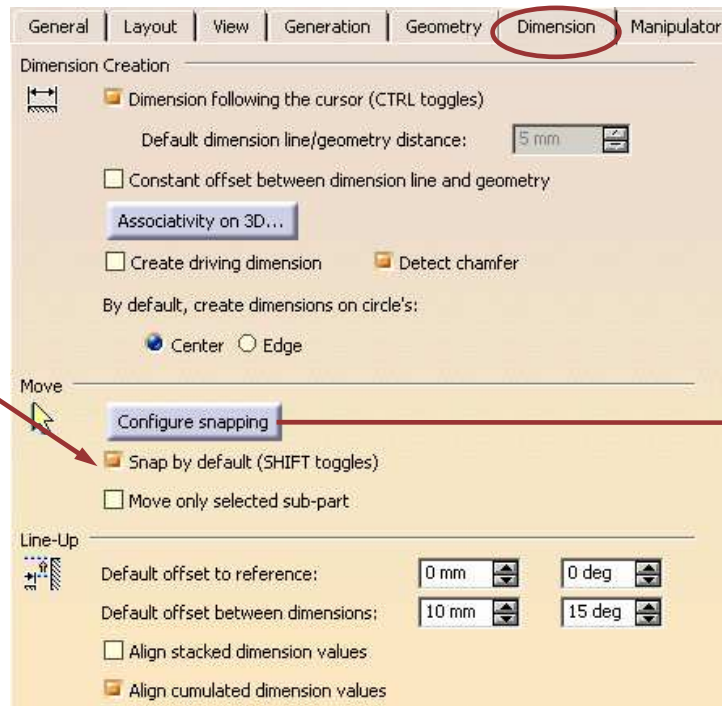 General Layout View Generation Geometry Dimension Manipulator
Dimension Creation
Dimension following the cursor (CTRL toggles)
Default dimension line/geometry distance: 5 mm
Constant offset between dimension line and geometry
Associativity on 3D...
Create driving dimension Detect chamfer
By default, create dimensions on circle's:
Center Edge
Move
Configure snapping
Snap by default (SHIFT toggles)
Move only selected sub-part
Line-Up
Default offset to reference: 0 mm 0 deg
Default offset between dimensions: 10 mm 15 deg
Align stacked dimension values
Align cumulated dimension values